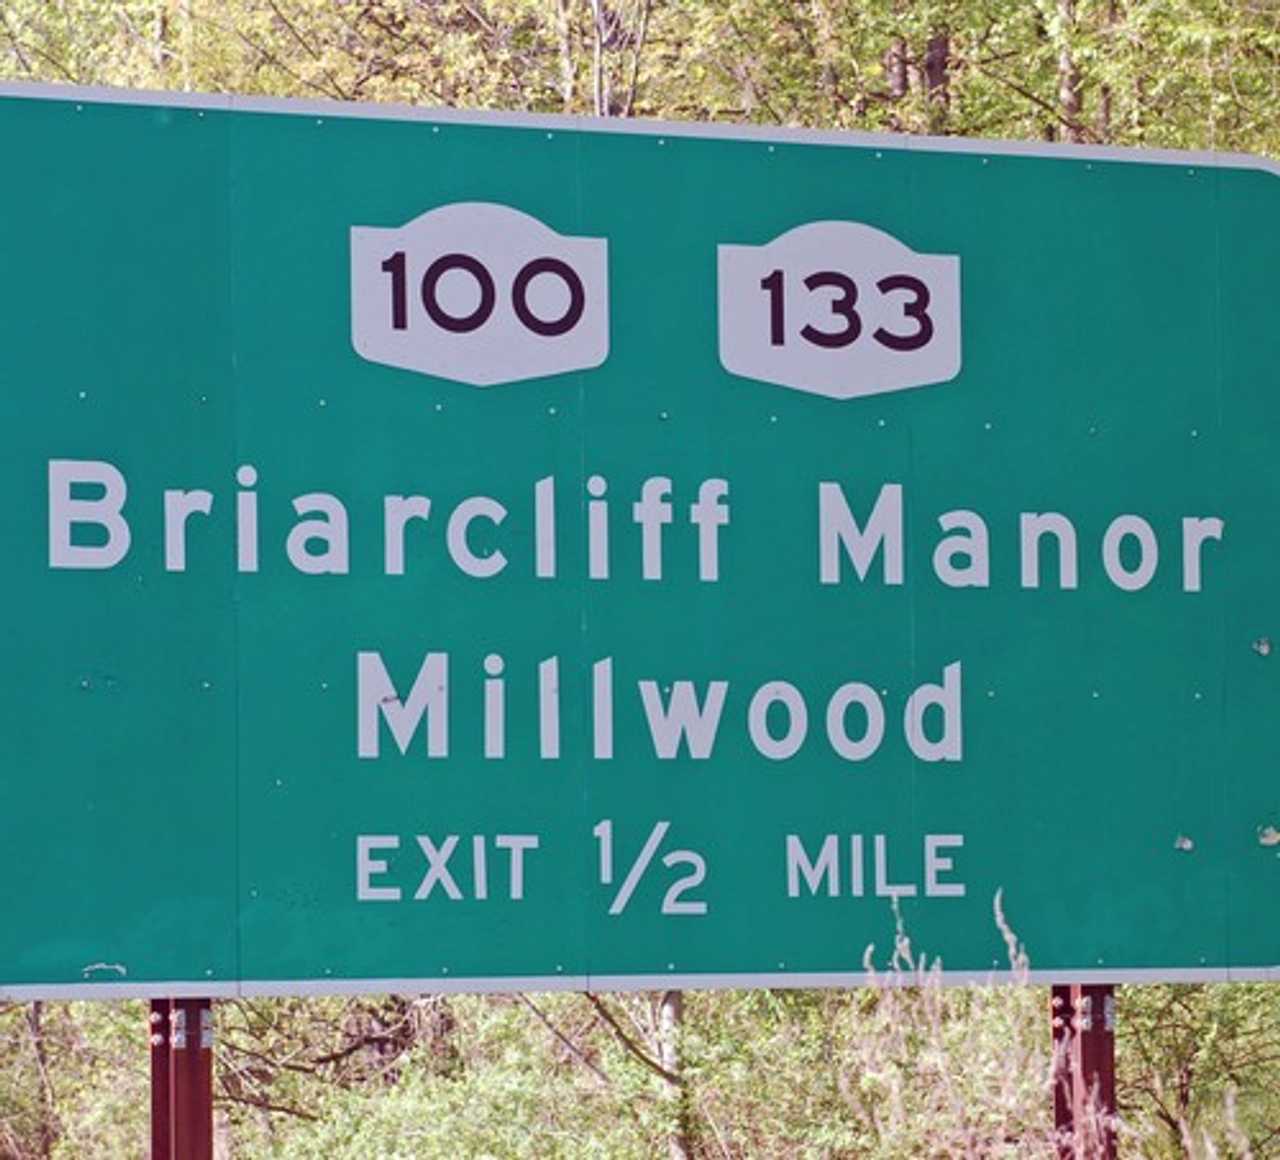 100 133
Briarcliff Manor
Millwood
EXIT 1/2 MILE